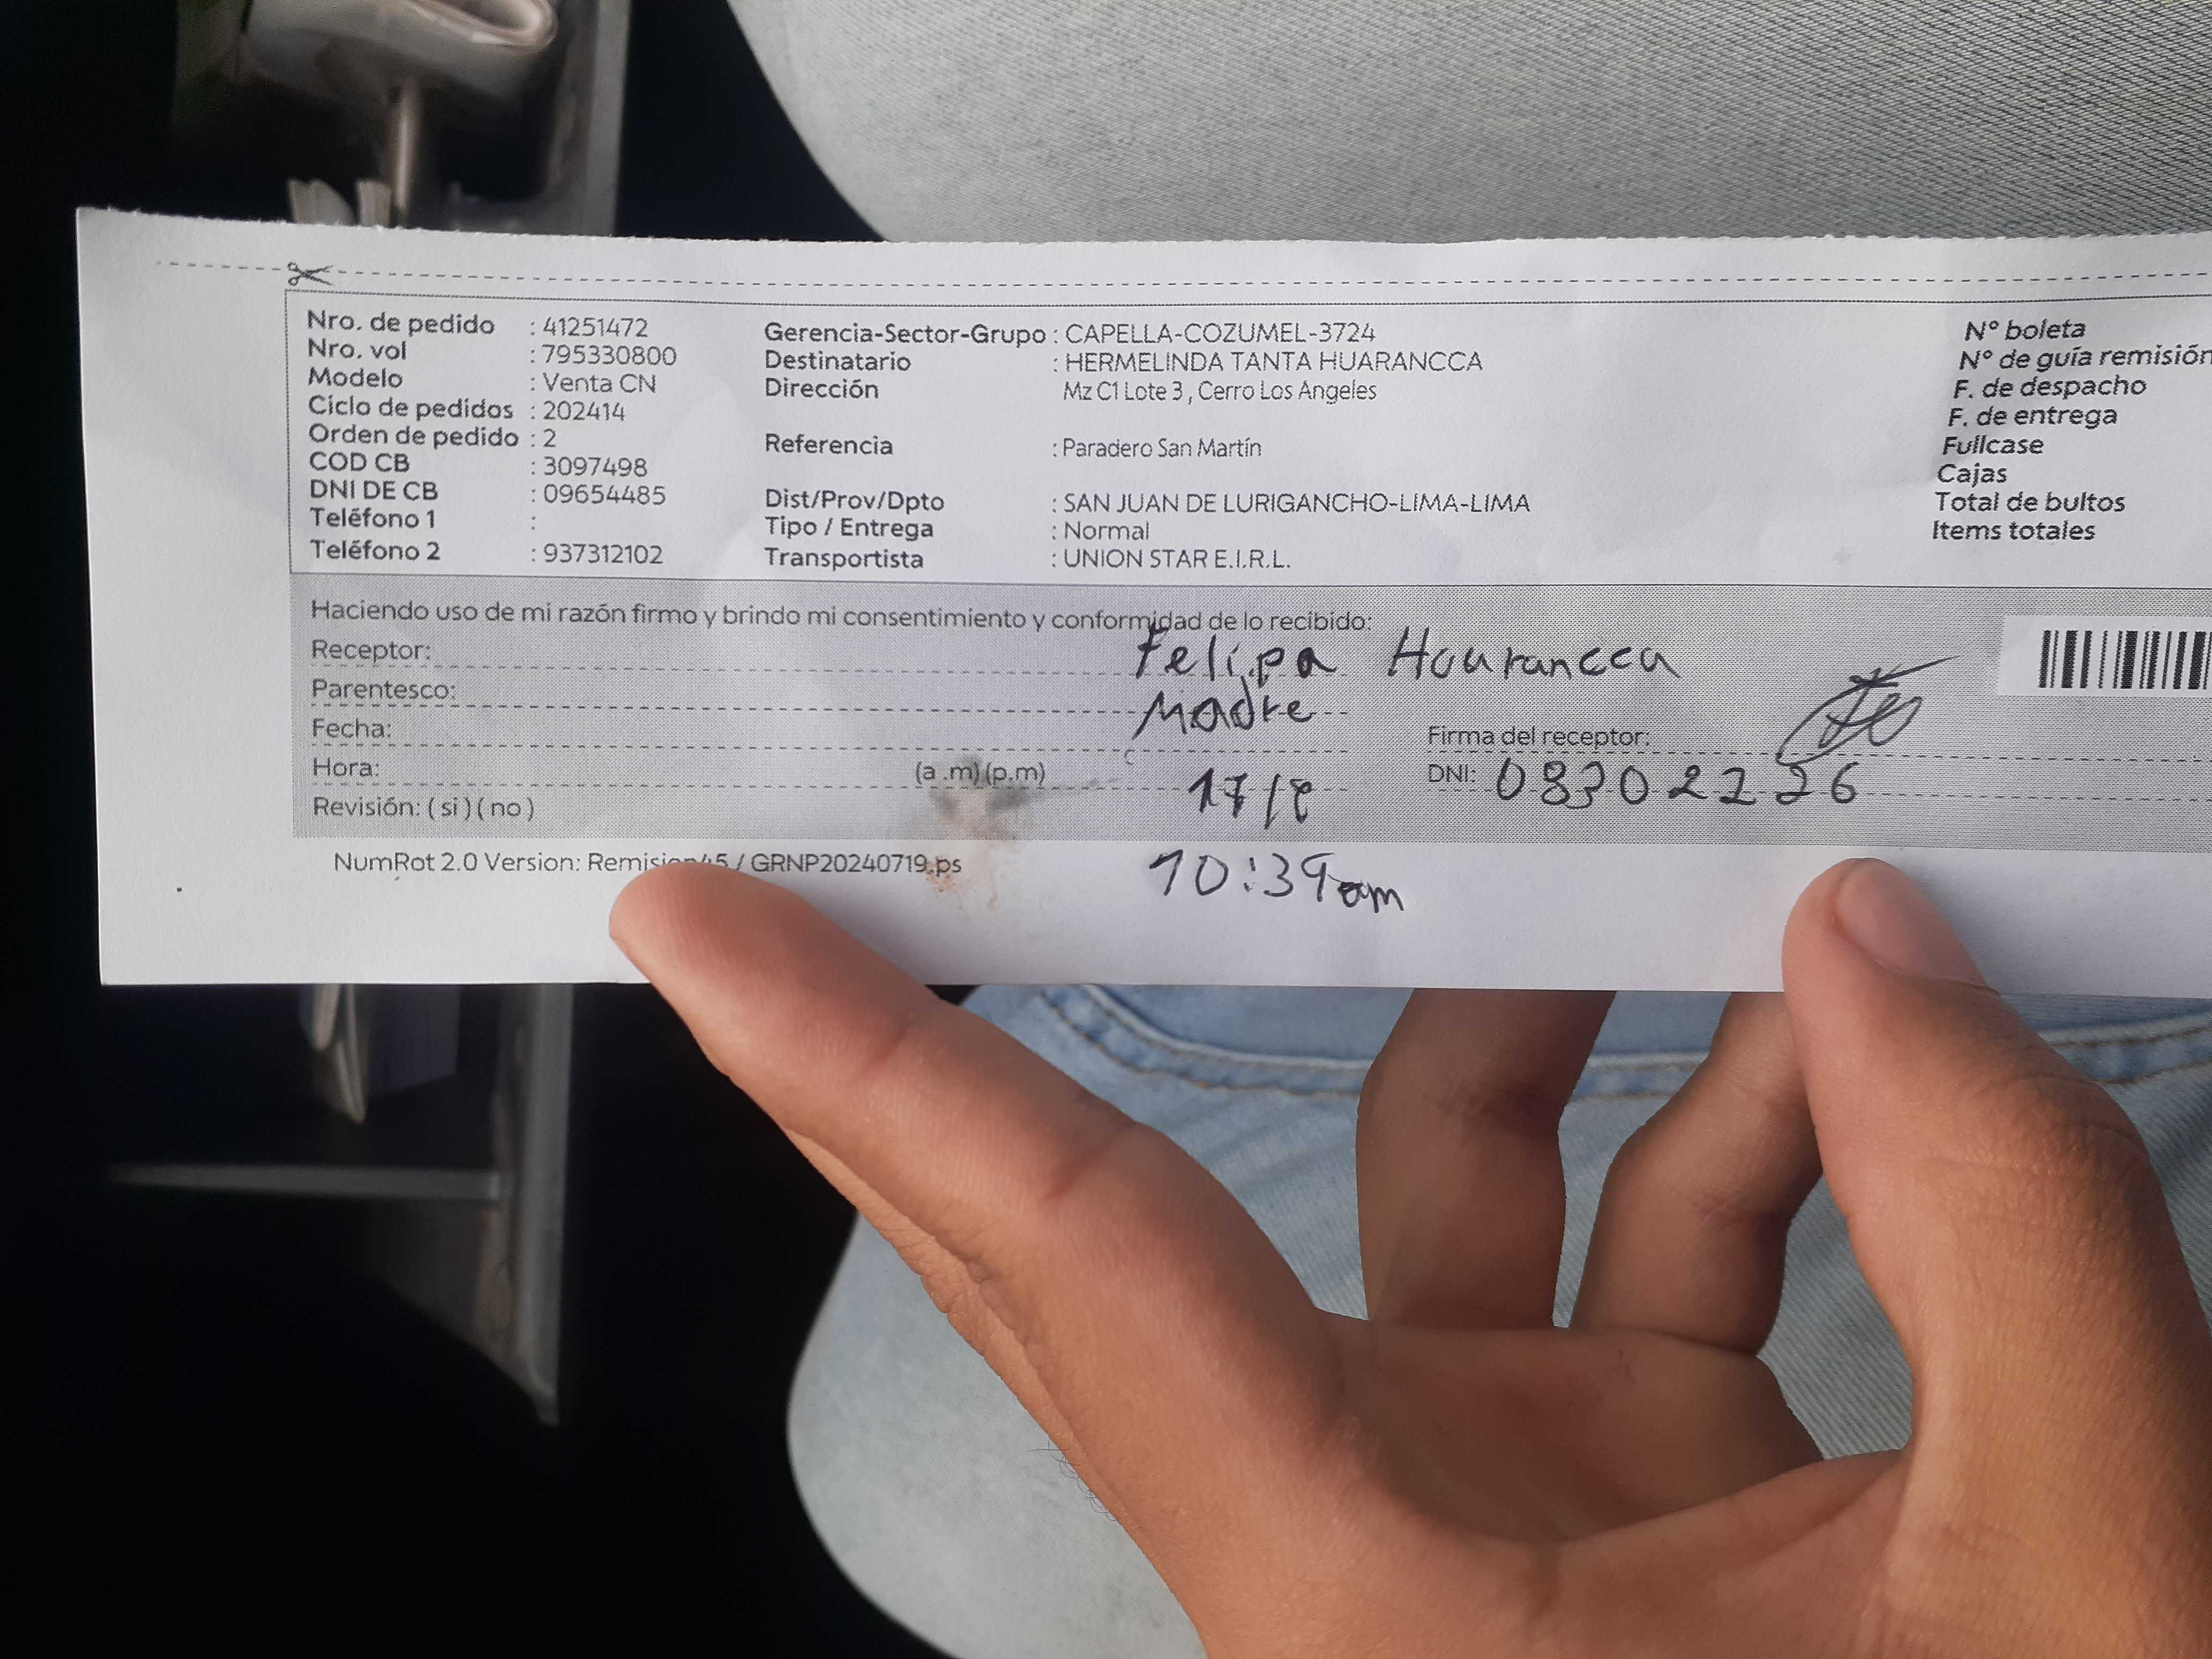 Nro. de pedido : 41251472
Nro. vol : 795330800
Modelo : Venta CN
Ciclo de pedidos : 202414
Orden de pedido : 2
COD CB : 3097498
DNI DE CB : 09654485
Teléfono 1 :
Teléfono 2 : 937312102
Gerencia-Sector-Grupo : CAPELLA-COZUMEL-3724
Destinatario : HERMELINDA TANTA HUARANCCA
Dirección Mz C1 Lote 3 , Cerro Los Angeles
Referencia : Paradero San Martín
Dist/Prov/Dpto : SAN JUAN DE LURIGANCHO-LIMA-LIMA
Tipo / Entrega : Normal
Transportista : UNION STAR E.I.R.L.
N° boleta
N° de guía remisión
F. de despacho
F. de entrega
Fullcase
Cajas
Total de bultos
Items totales
Haciendo uso de mi razón firmo y brindo mi consentimiento y conformidad de lo recibido:
Receptor: Felipa Huarancca
Parentesco: Madre
Fecha:
Firma del receptor:
Hora: (a .m) (p.m) 17/8
DNI: 08302226
Revisión: ( si ) ( no )
10:39am
NumRot 2.0 Version: / GRNP20240719.ps